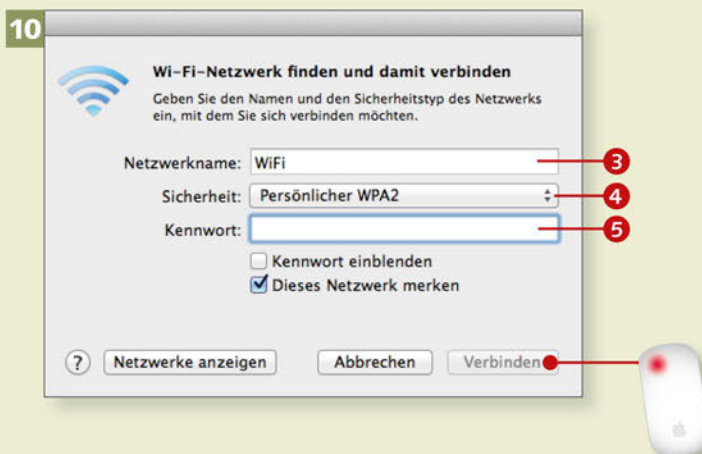 10
Wi-Fi-Netzwerk finden und damit verbinden
Geben Sie den Namen und den Sicherheitstyp des Netzwerks
ein, mit dem Sie sich verbinden möchten.
Netzwerkname: WiFi 3
Sicherheit: Persönlicher WPA2 4
Kennwort: 5
Kennwort einblenden
Dieses Netzwerk merken
? Netzwerke anzeigen Abbrechen Verbinden